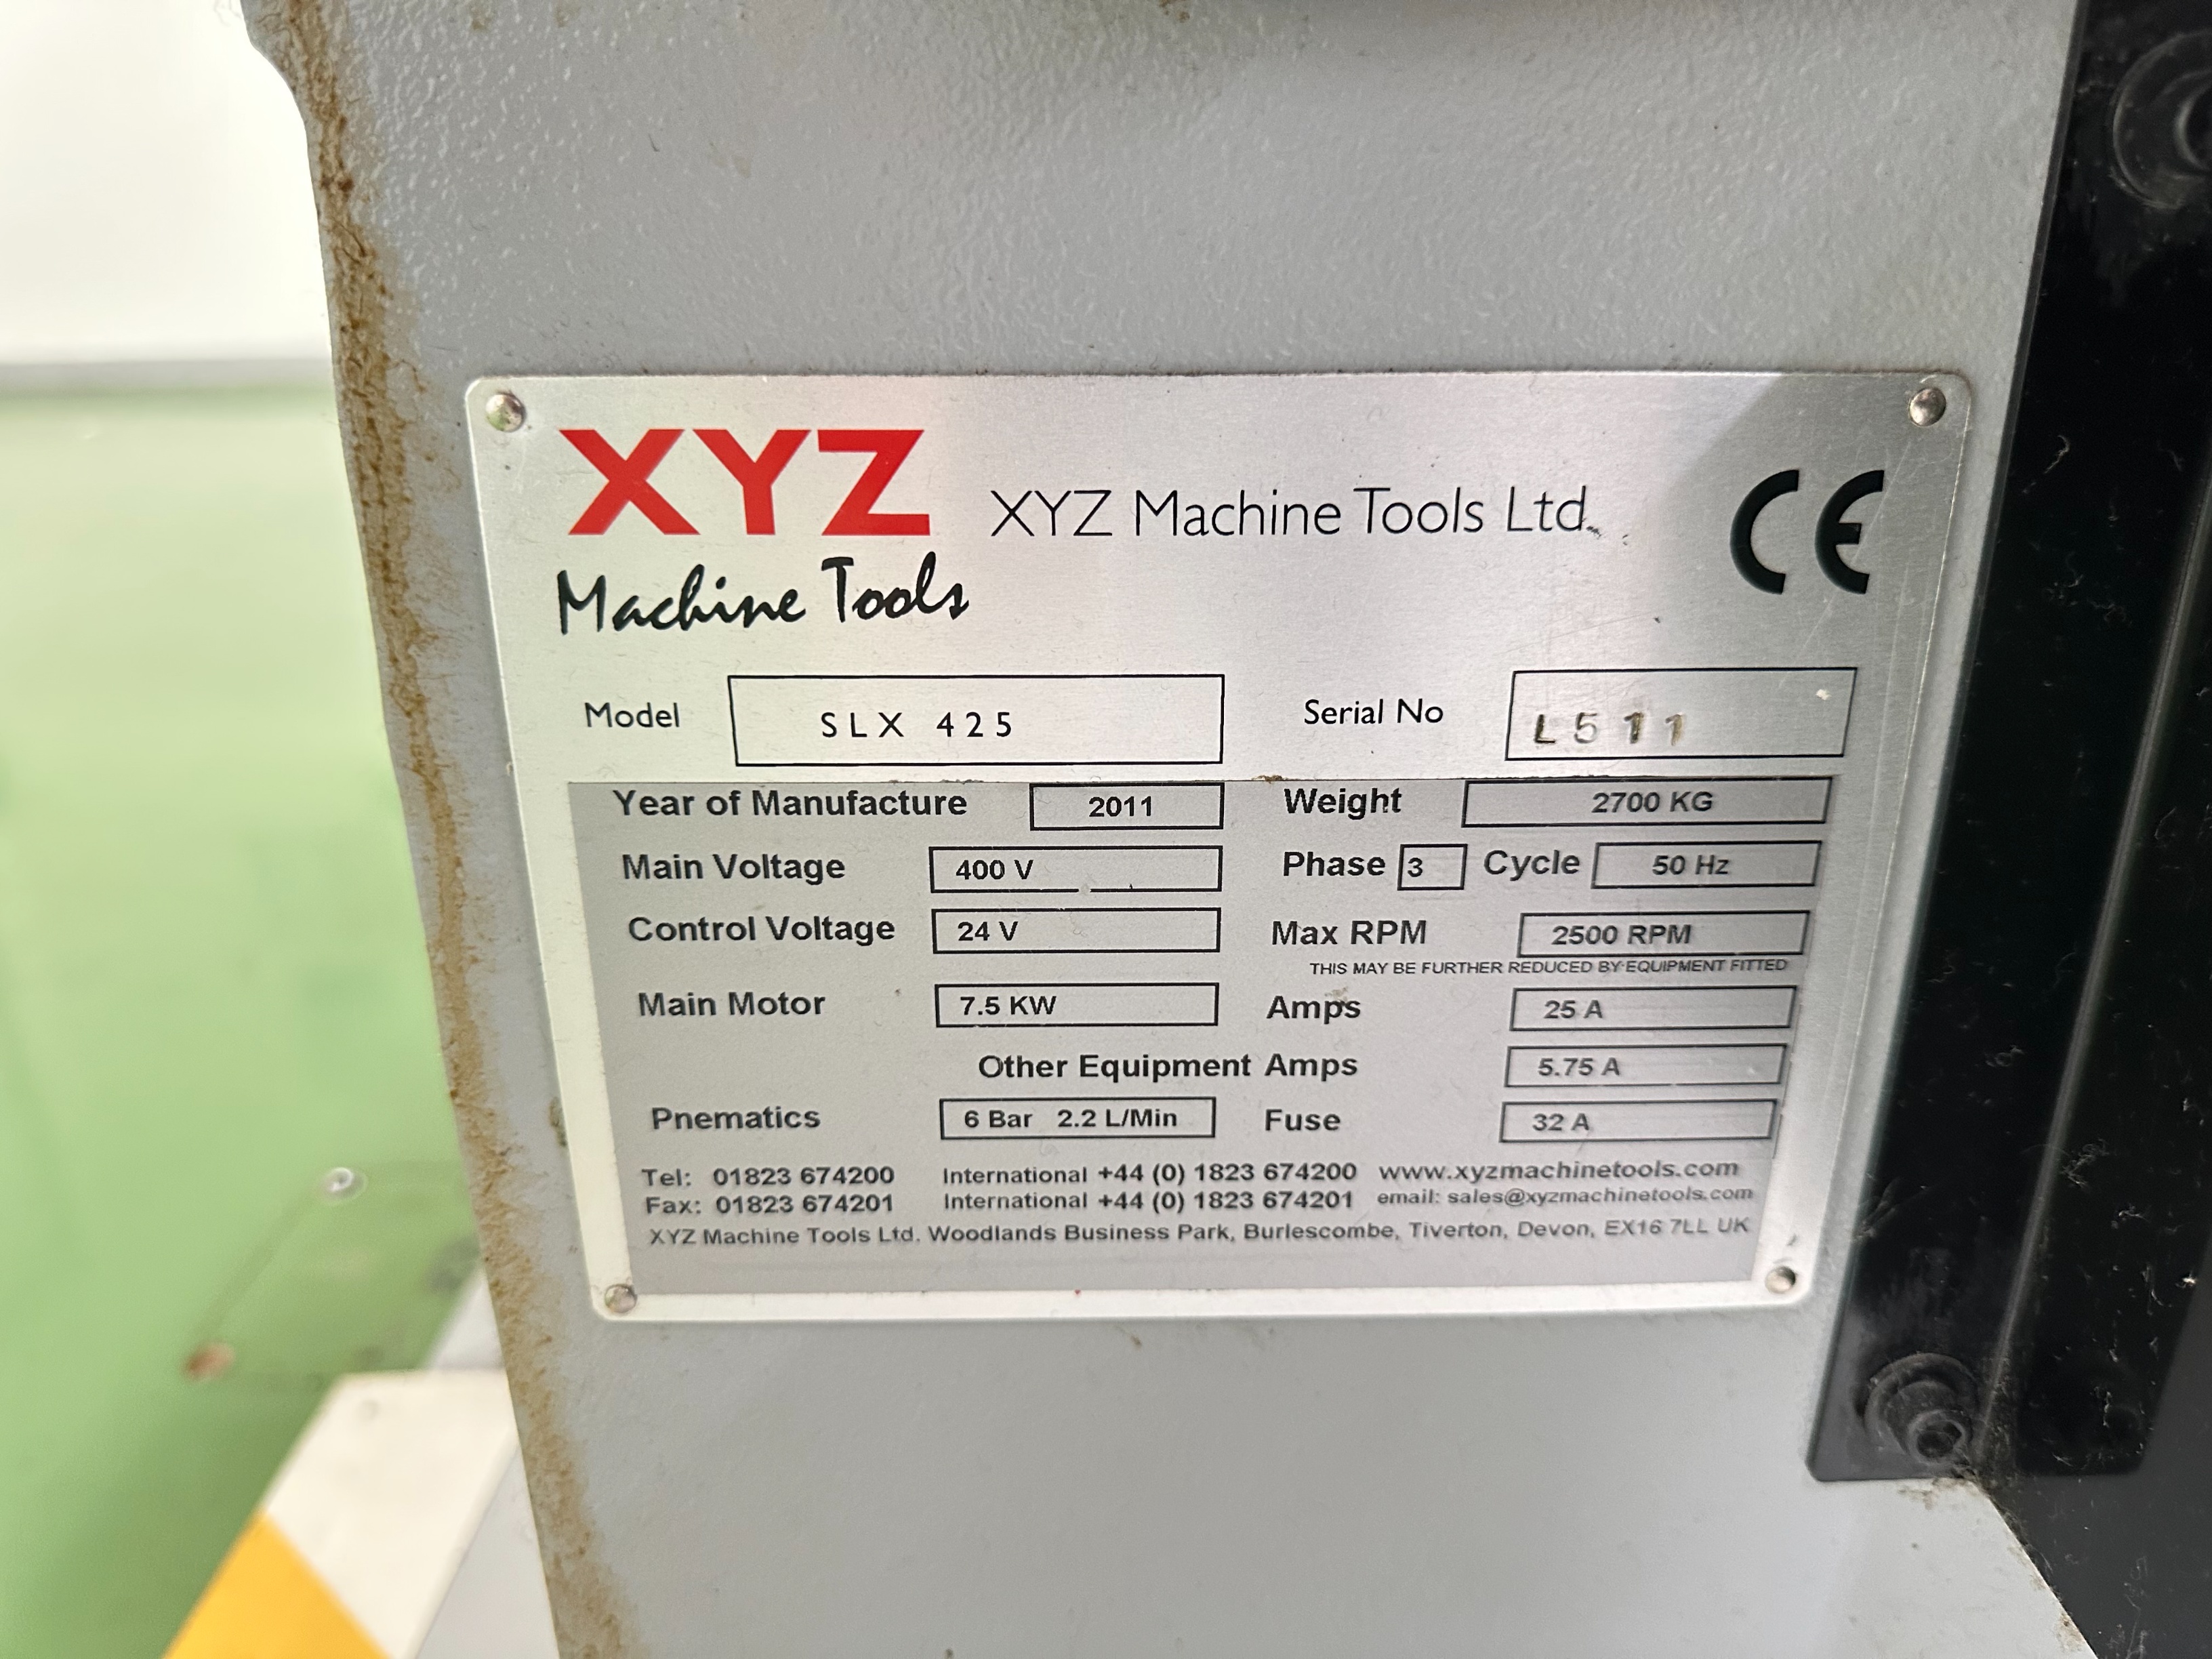 XYZ XYZ Machine Tools Ltd. CE
Machine Tools
Model SLX 425 Serial No L511
Year of Manufacture 2011 Weight 2700 KG
Main Voltage 400 V Phase 3 Cycle 50 Hz
Control Voltage 24 V Max RPM 2500 RPM
THIS MAY BE FURTHER REDUCED BY EQUIPMENT FITTED
Main Motor 7.5 KW Amps 25 A
Other Equipment Amps 5.75 A
Pnematics 6 Bar 2.2 L/Min Fuse 32 A
Tel: 01823 674200 International +44 (0) 1823 674200 www.xyzmachinetools.com
Fax: 01823 674201 International +44 (0) 1823 674201 email: sales@xyzmachinetools.com
XYZ Machine Tools Ltd. Woodlands Business Park, Burlescombe, Tiverton, Devon, EX16 7LL UK